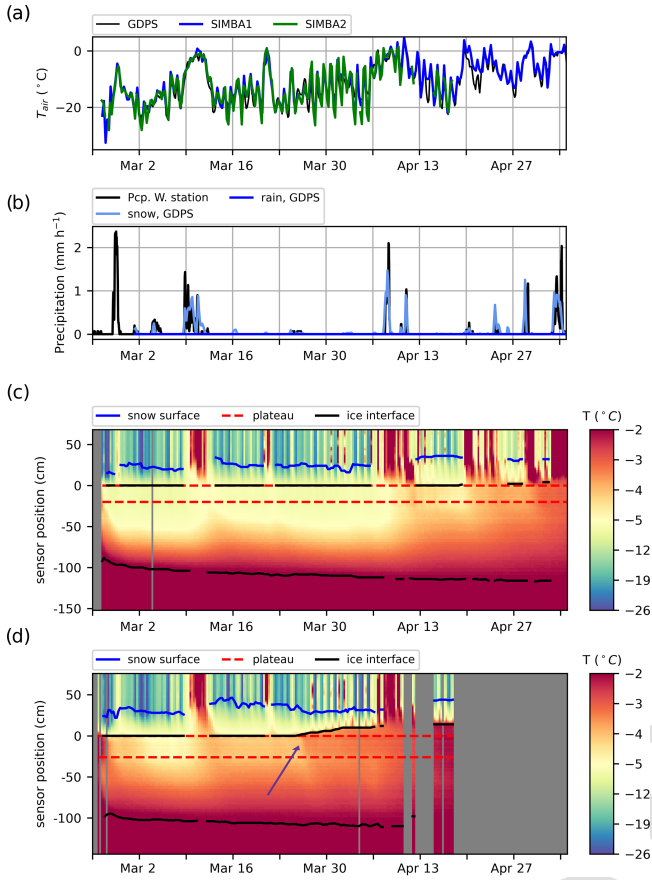 (a)
GDPS SIMBA1 SIMBA2
T_air (°C)
0
−20
Mar 2 Mar 16 Mar 30 Apr 13 Apr 27
(b)
Pcp. W. station rain, GDPS
snow, GDPS
Precipitation (mm h⁻¹)
2
1
0
Mar 2 Mar 16 Mar 30 Apr 13 Apr 27
(c)
snow surface plateau ice interface
T (°C)
sensor position (cm)
50
0
−50
−100
−150
−2
−3
−4
−5
−12
−19
−26
Mar 2 Mar 16 Mar 30 Apr 13 Apr 27
(d)
snow surface plateau ice interface
T (°C)
sensor position (cm)
50
0
−50
−100
−2
−3
−4
−5
−12
−19
−26
Mar 2 Mar 16 Mar 30 Apr 13 Apr 27